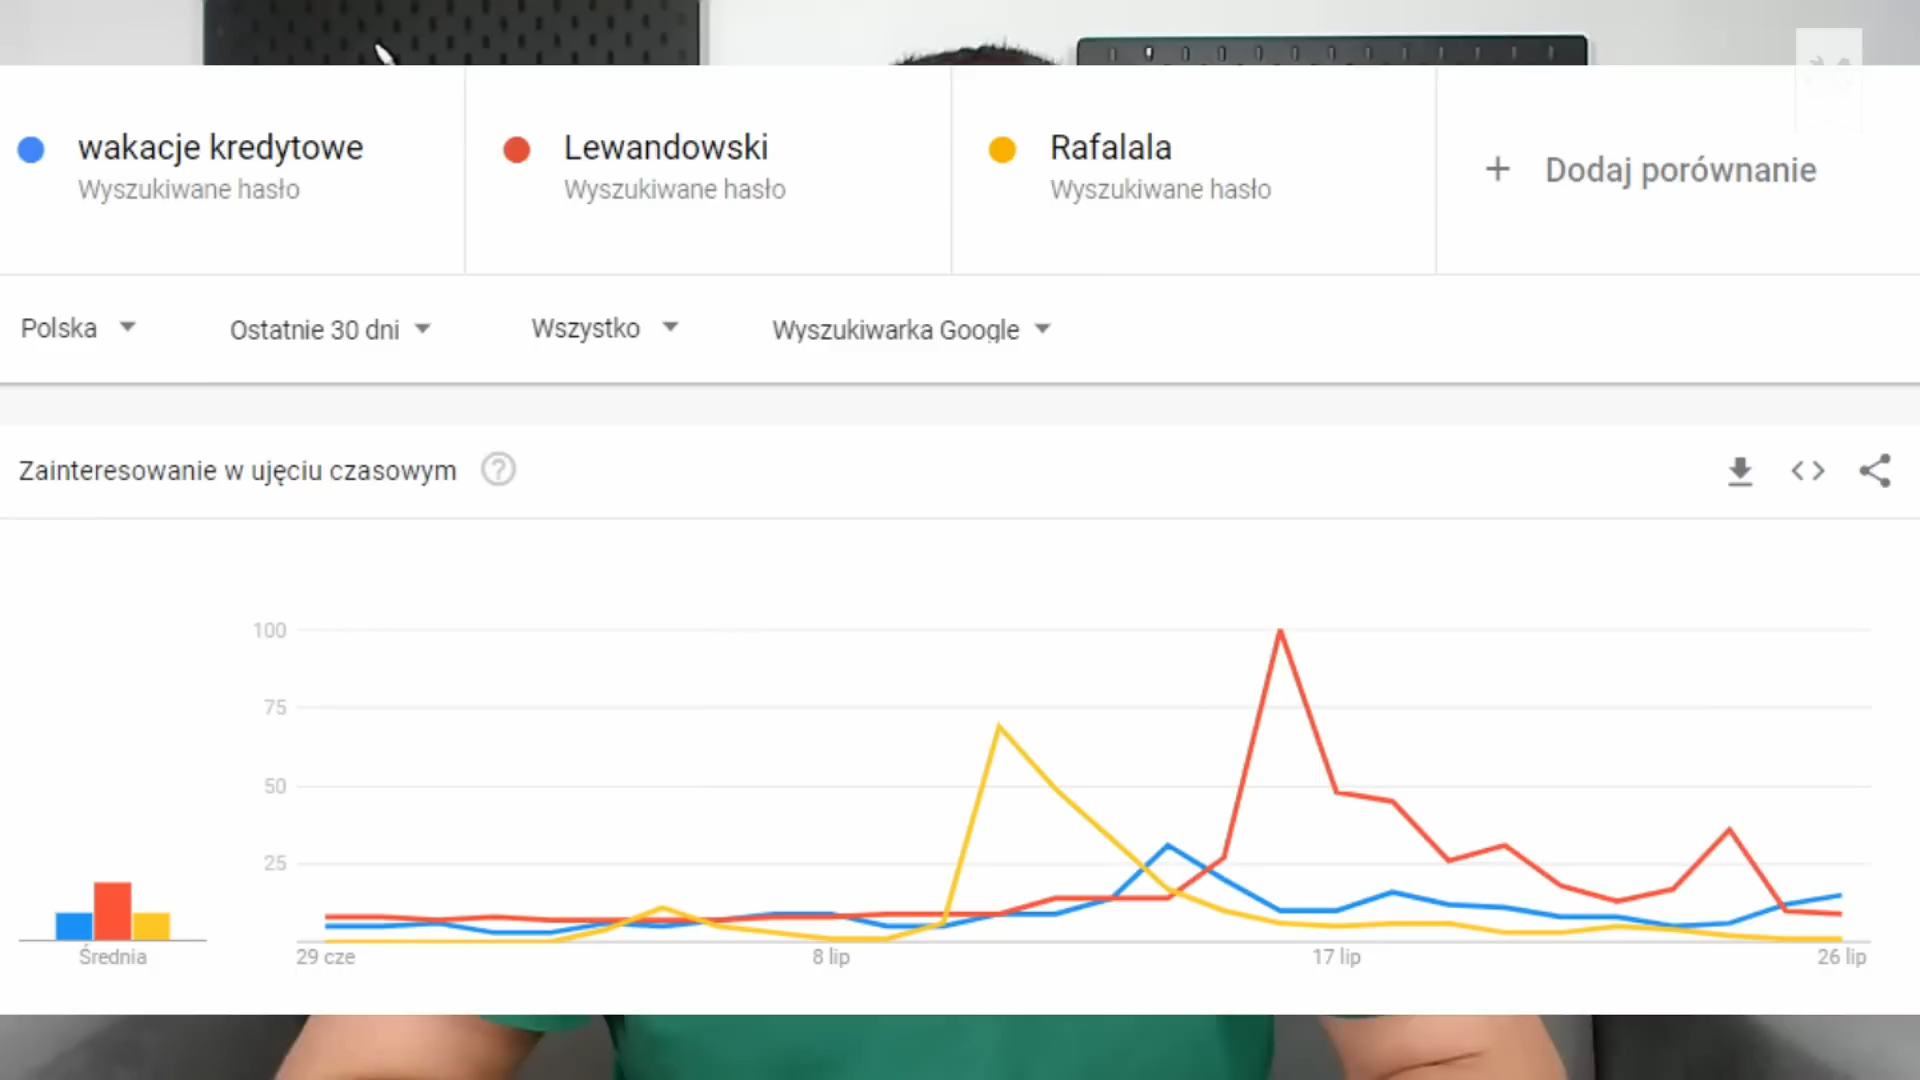 wakacje kredytowe
Wyszukiwane hasło
Lewandowski
Wyszukiwane hasło
Rafalala
Wyszukiwane hasło
+ Dodaj porównanie
Polska
Ostatnie 30 dni
Wszystko
Wyszukiwarka Google
Zainteresowanie w ujęciu czasowym ?
100
75
50
25
Średnia
29 cze
8 lip
17 lip
26 lip